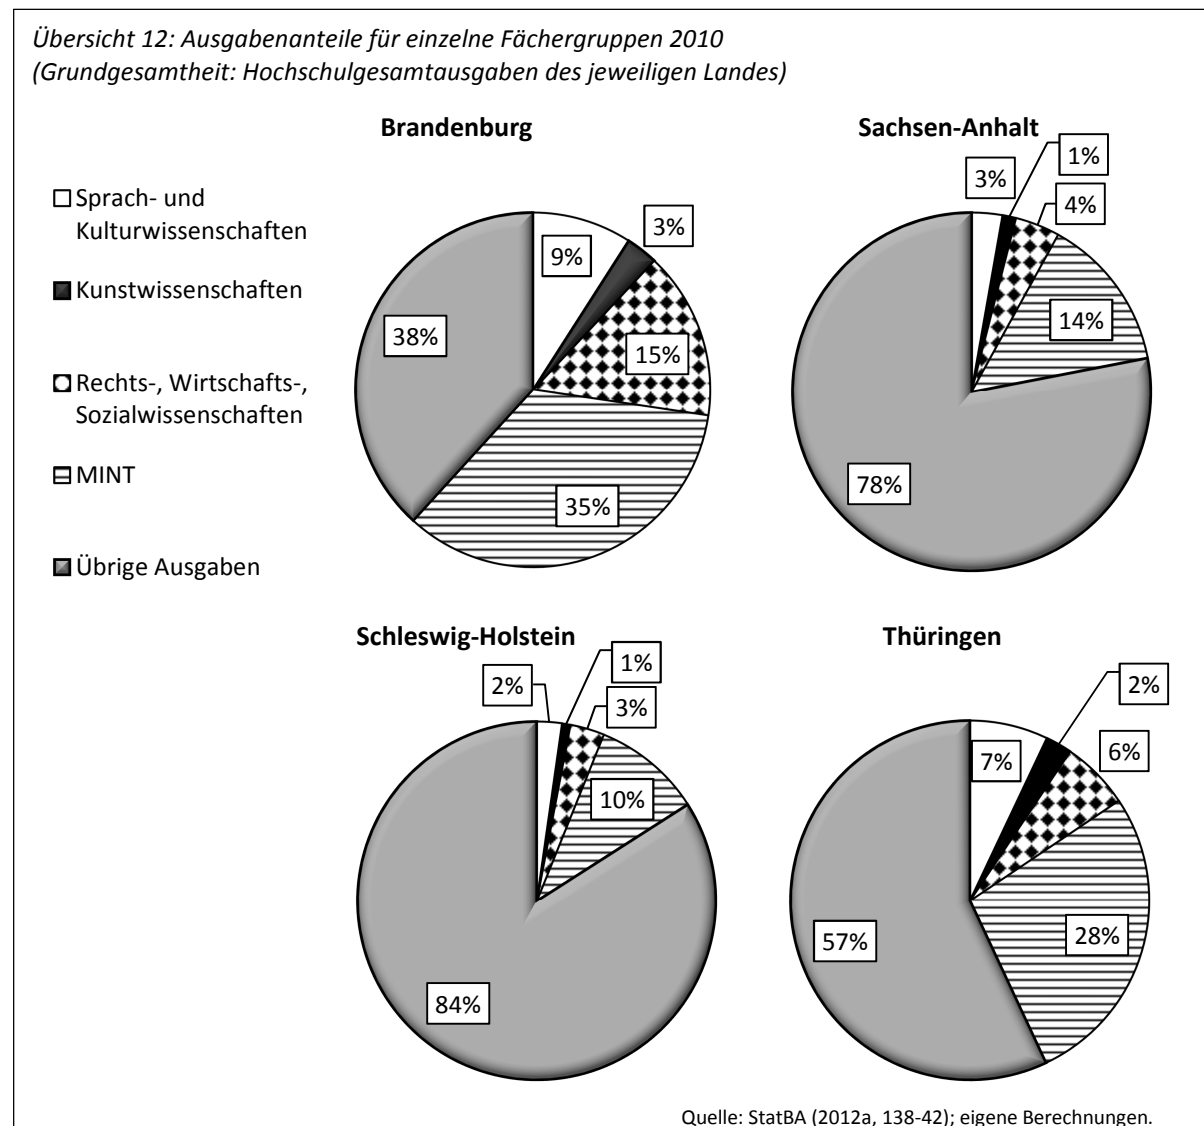 Übersicht 12: Ausgabenanteile für einzelne Fächergruppen 2010
(Grundgesamtheit: Hochschulgesamtausgaben des jeweiligen Landes)
Sprach- und
Kulturwissenschaften
Kunstwissenschaften
Rechts-, Wirtschafts-,
Sozialwissenschaften
MINT
Übrige Ausgaben
Brandenburg
9%
3%
15%
35%
38%
Sachsen-Anhalt
3%
1%
4%
14%
78%
Schleswig-Holstein
2%
1%
3%
10%
84%
Thüringen
7%
2%
6%
28%
57%
Quelle: StatBA (2012a, 138-42); eigene Berechnungen.